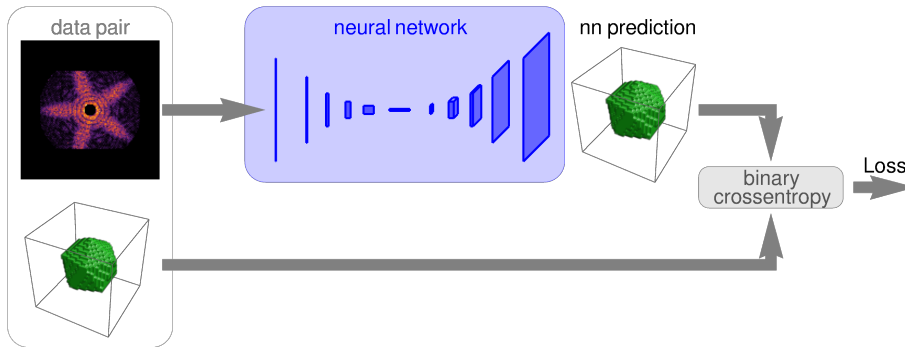 data pair
neural network
nn prediction
binary
crossentropy
Loss